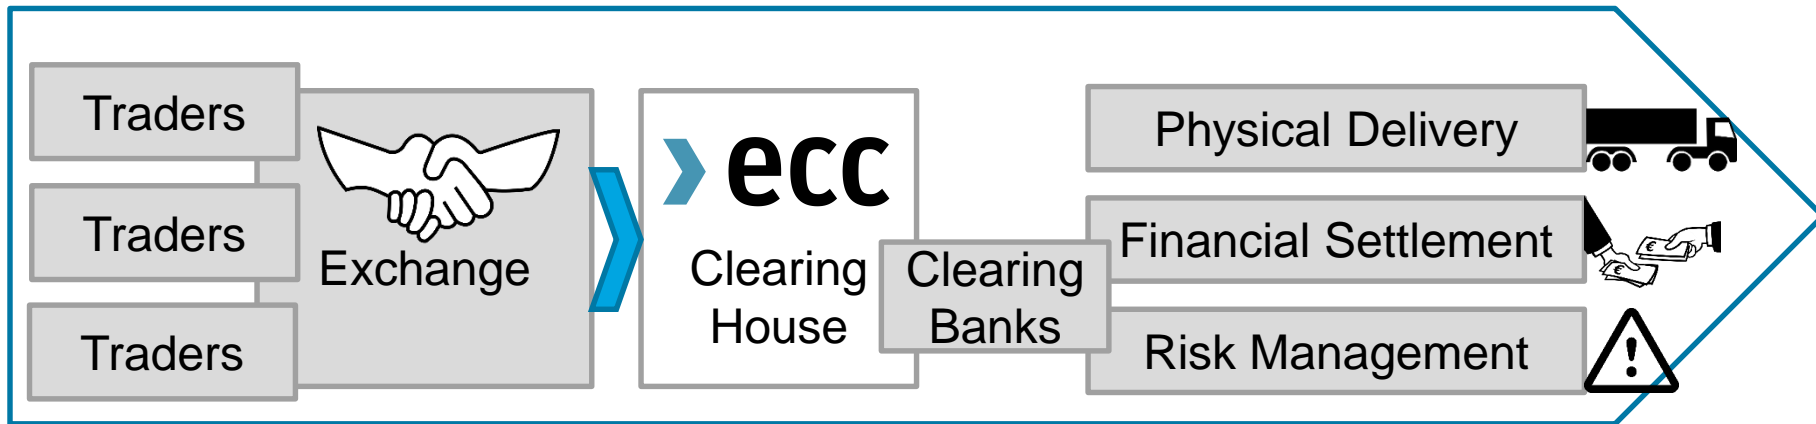 Traders
Traders
Traders
Exchange
ecc
Clearing
House
Clearing
Banks
Physical Delivery
Financial Settlement
Risk Management